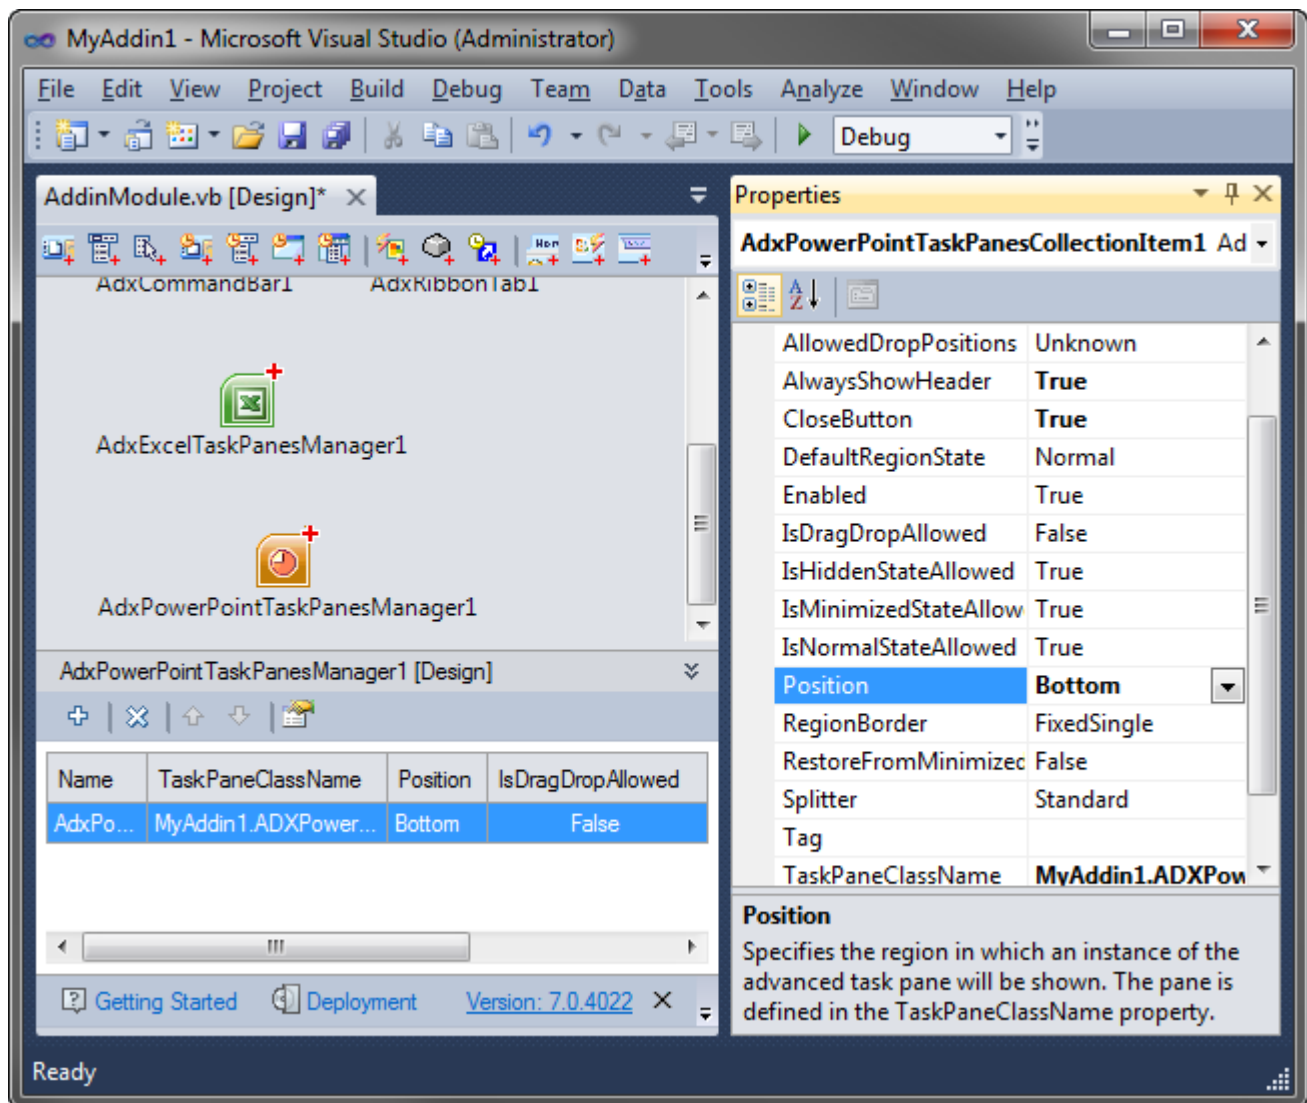 MyAddin1 - Microsoft Visual Studio (Administrator)
File Edit View Project Build Debug Team Data Tools Analyze Window Help
Debug
AddinModule.vb [Design]*
AdxCommandBar1 AdxRibbonTab1
AdxExcelTaskPanesManager1
AdxPowerPointTaskPanesManager1
AdxPowerPointTaskPanesManager1 [Design]
Name TaskPaneClassName Position IsDragDropAllowed
AdxPo... MyAddin1.ADXPower... Bottom False
Getting Started Deployment Version: 7.0.4022
Properties
AdxPowerPointTaskPanesCollectionItem1 Ad
AllowedDropPositions Unknown
AlwaysShowHeader True
CloseButton True
DefaultRegionState Normal
Enabled True
IsDragDropAllowed False
IsHiddenStateAllowed True
IsMinimizedStateAllow True
IsNormalStateAllowed True
Position Bottom
RegionBorder FixedSingle
RestoreFromMinimized False
Splitter Standard
Tag
TaskPaneClassName MyAddin1.ADXPow
Position
Specifies the region in which an instance of the
advanced task pane will be shown. The pane is
defined in the TaskPaneClassName property.
Ready